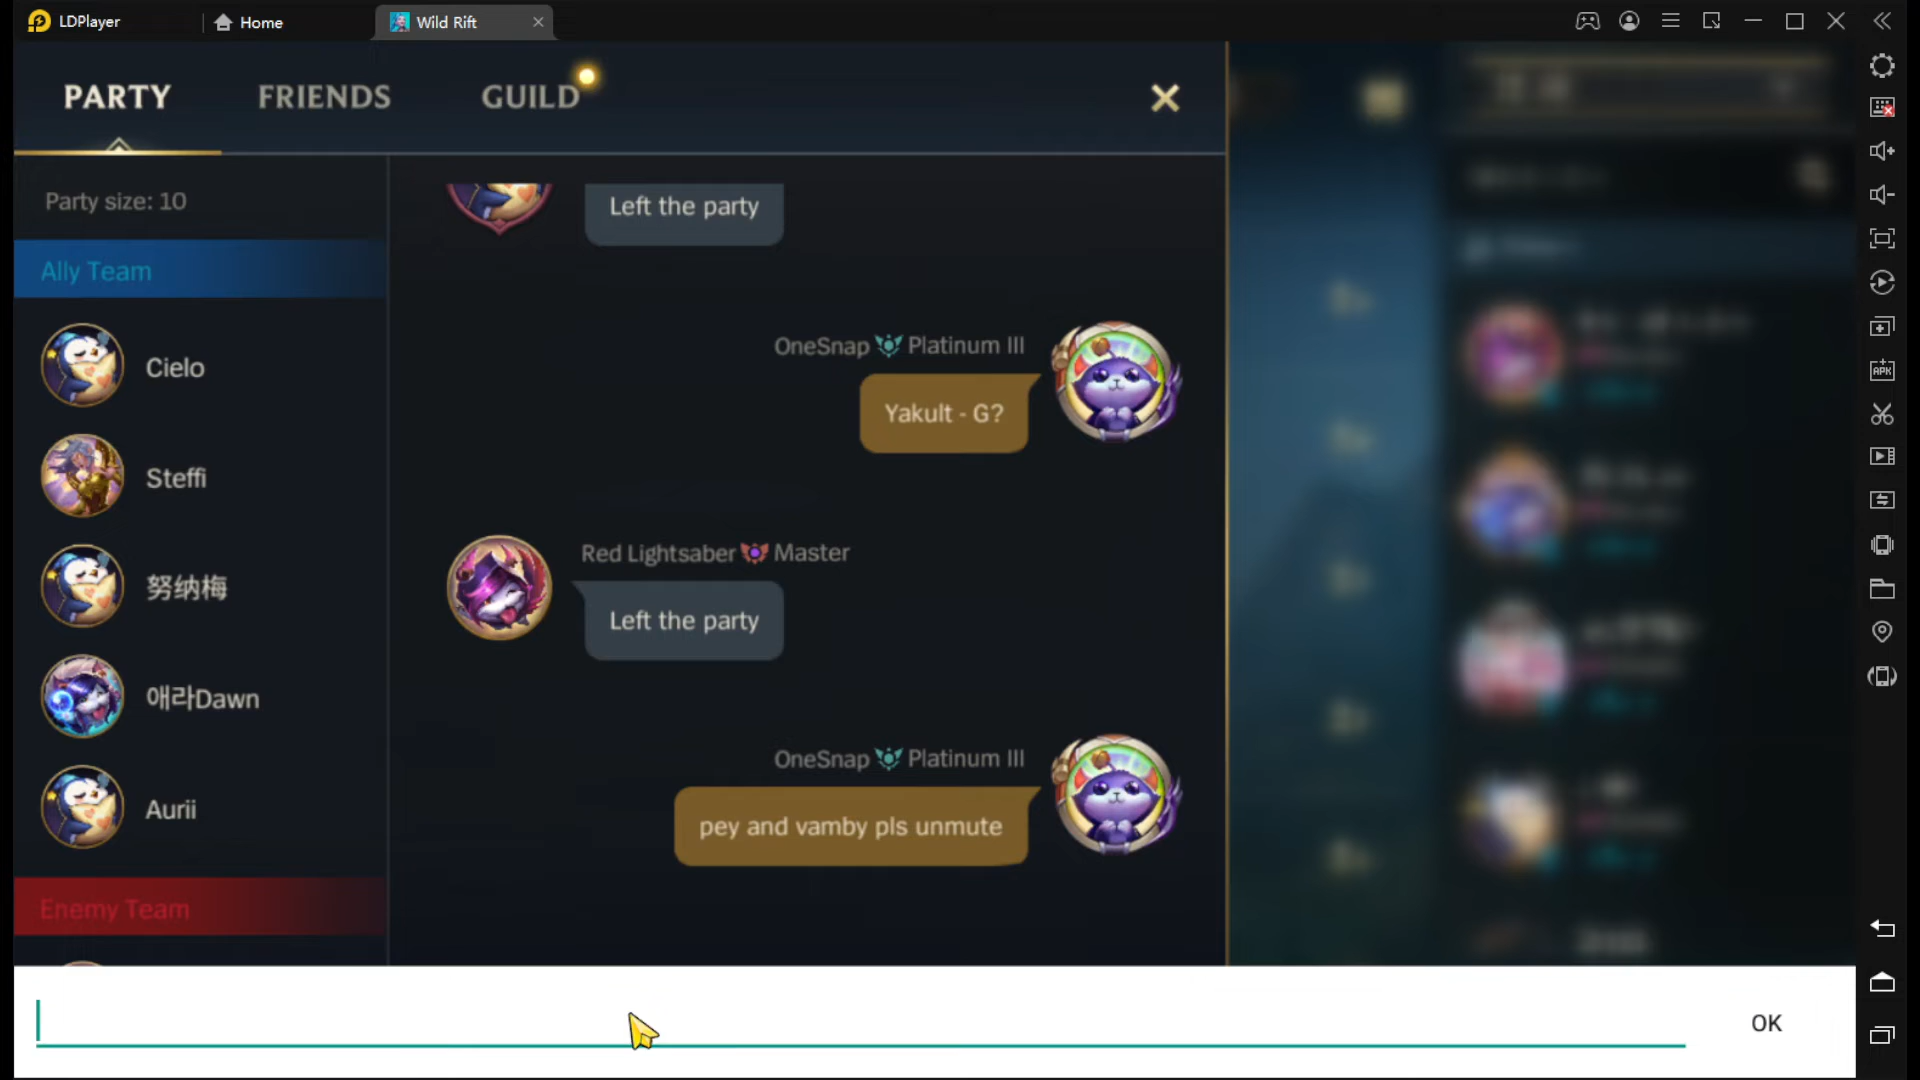 LDPlayer
Home
Wild Rift
PARTY
FRIENDS
GUILD
Party size: 10
Ally Team
Cielo
Steffi
努纳梅
애라Dawn
Aurii
Enemy Team
Left the party
OneSnap Platinum III
Yakult - G?
Red Lightsaber Master
Left the party
OneSnap Platinum III
pey and vamby pls unmute
OK
APK